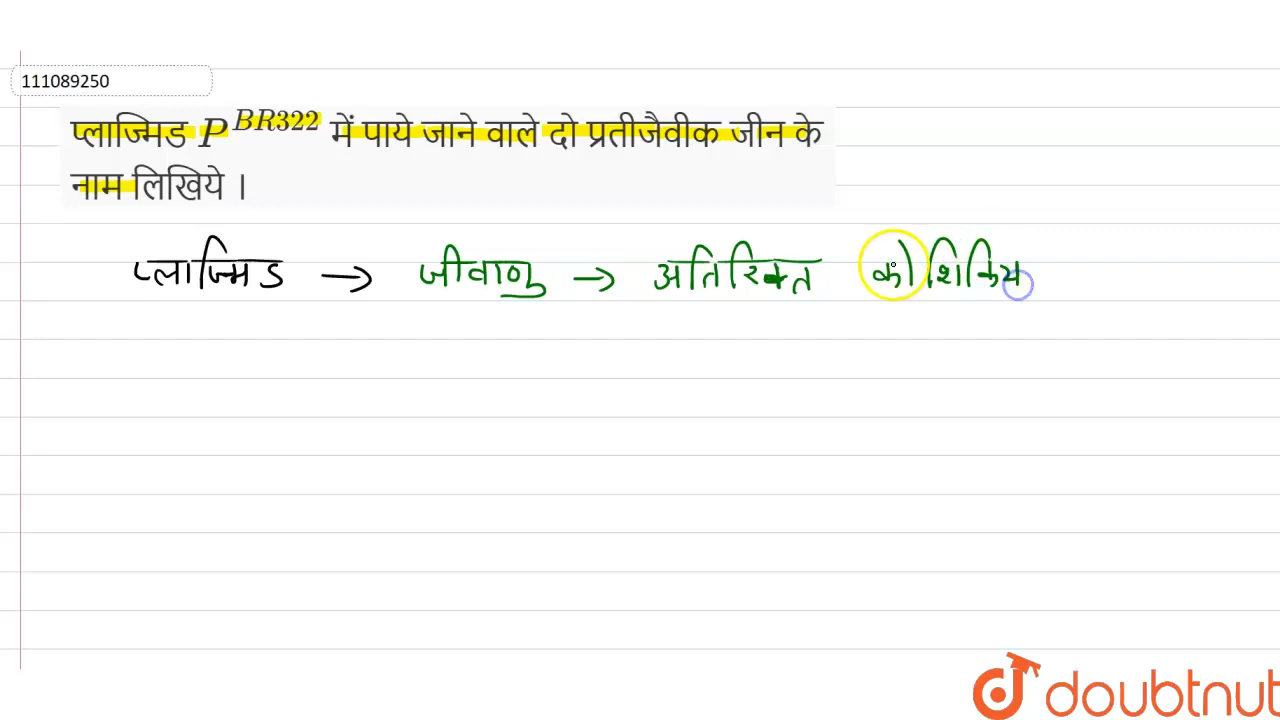 111089250
प्लाज्मिड P^{BR322} में पाये जाने वाले दो प्रतीजैवीक जीन के
नाम लिखिये ।
प्लाज्मिड → जीवाणु → अतिरिक्त कोशिकिय
doubtnut